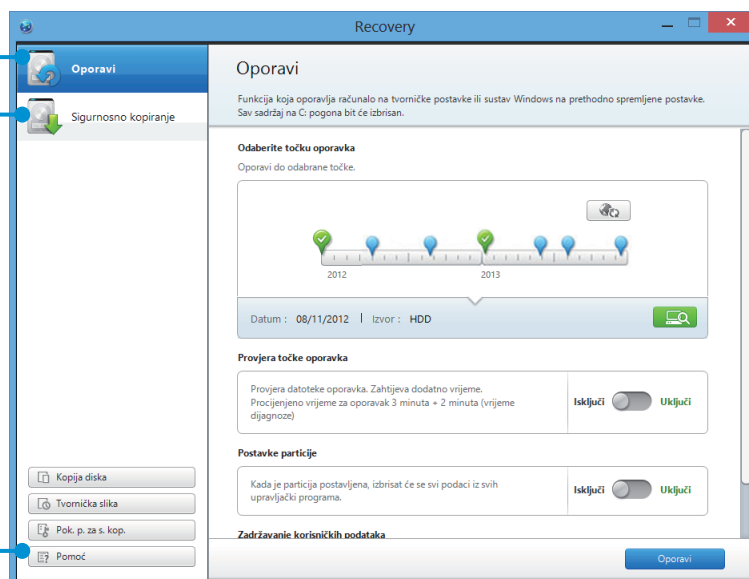 Recovery
Oporavi
Sigurnosno kopiranje
Kopija diska
Tvornička slika
Pok. p. za s. kop.
Pomoć
Oporavi
Funkcija koja oporavlja računalo na tvorničke postavke ili sustav Windows na prethodno spremljene postavke.
Sav sadržaj na C: pogona bit će izbrisan.
Odaberite točku oporavka
Oporavi do odabrane točke.
2012 2013
Datum : 08/11/2012 | Izvor : HDD
Provjera točke oporavka
Provjera datoteke oporavka. Zahtijeva dodatno vrijeme.
Procijenjeno vrijeme za oporavak 3 minuta + 2 minuta (vrijeme
dijagnoze)
Isključi Uključi
Postavke particije
Kada je particija postavljena, izbrisat će se svi podaci iz svih
upravljački programa.
Isključi Uključi
Zadržavanje korisničkih podataka
Oporavi